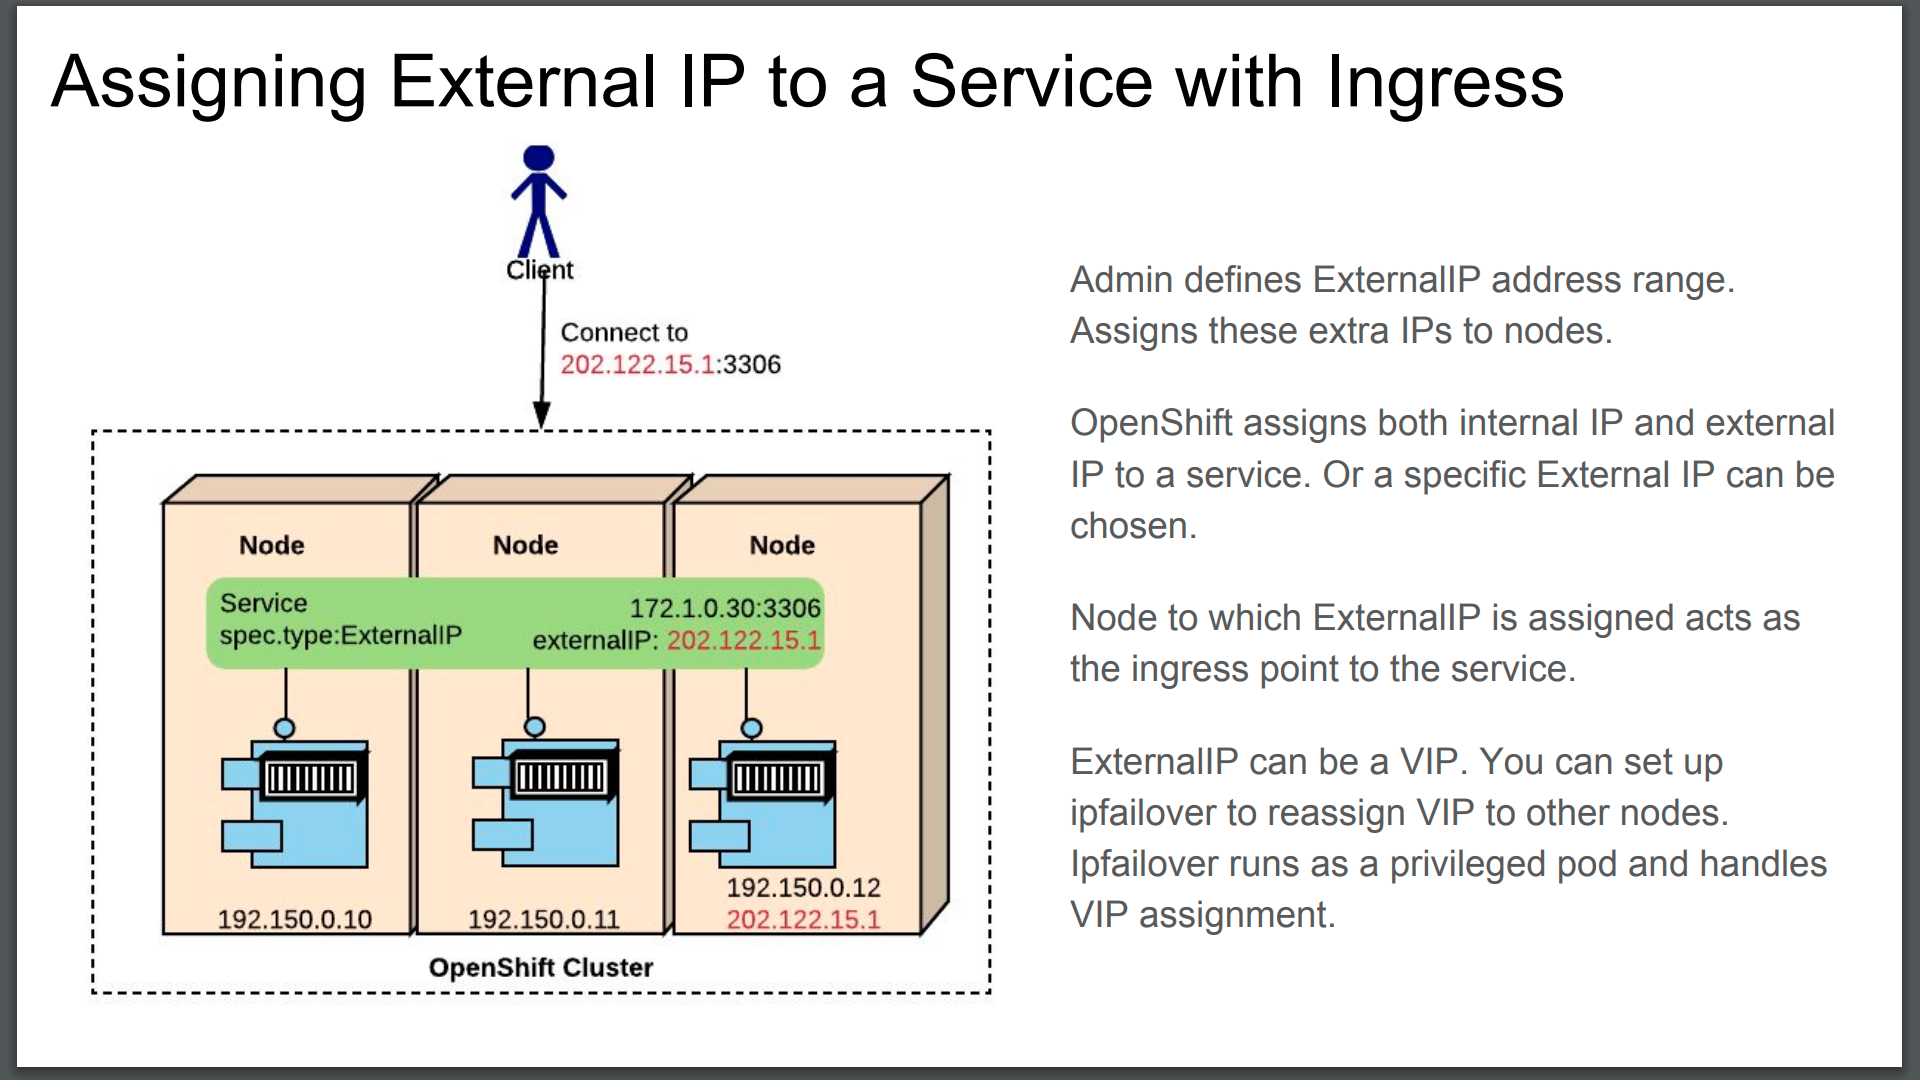 Assigning External IP to a Service with Ingress
Client
Connect to
202.122.15.1:3306
Node
Node
Node
Service
spec.type:ExternalIP
172.1.0.30:3306
externalIP: 202.122.15.1
192.150.0.10
192.150.0.11
192.150.0.12
202.122.15.1
OpenShift Cluster
Admin defines ExternalIP address range.
Assigns these extra IPs to nodes.
OpenShift assigns both internal IP and external
IP to a service. Or a specific External IP can be
chosen.
Node to which ExternalIP is assigned acts as
the ingress point to the service.
ExternalIP can be a VIP. You can set up
ipfailover to reassign VIP to other nodes.
Ipfailover runs as a privileged pod and handles
VIP assignment.